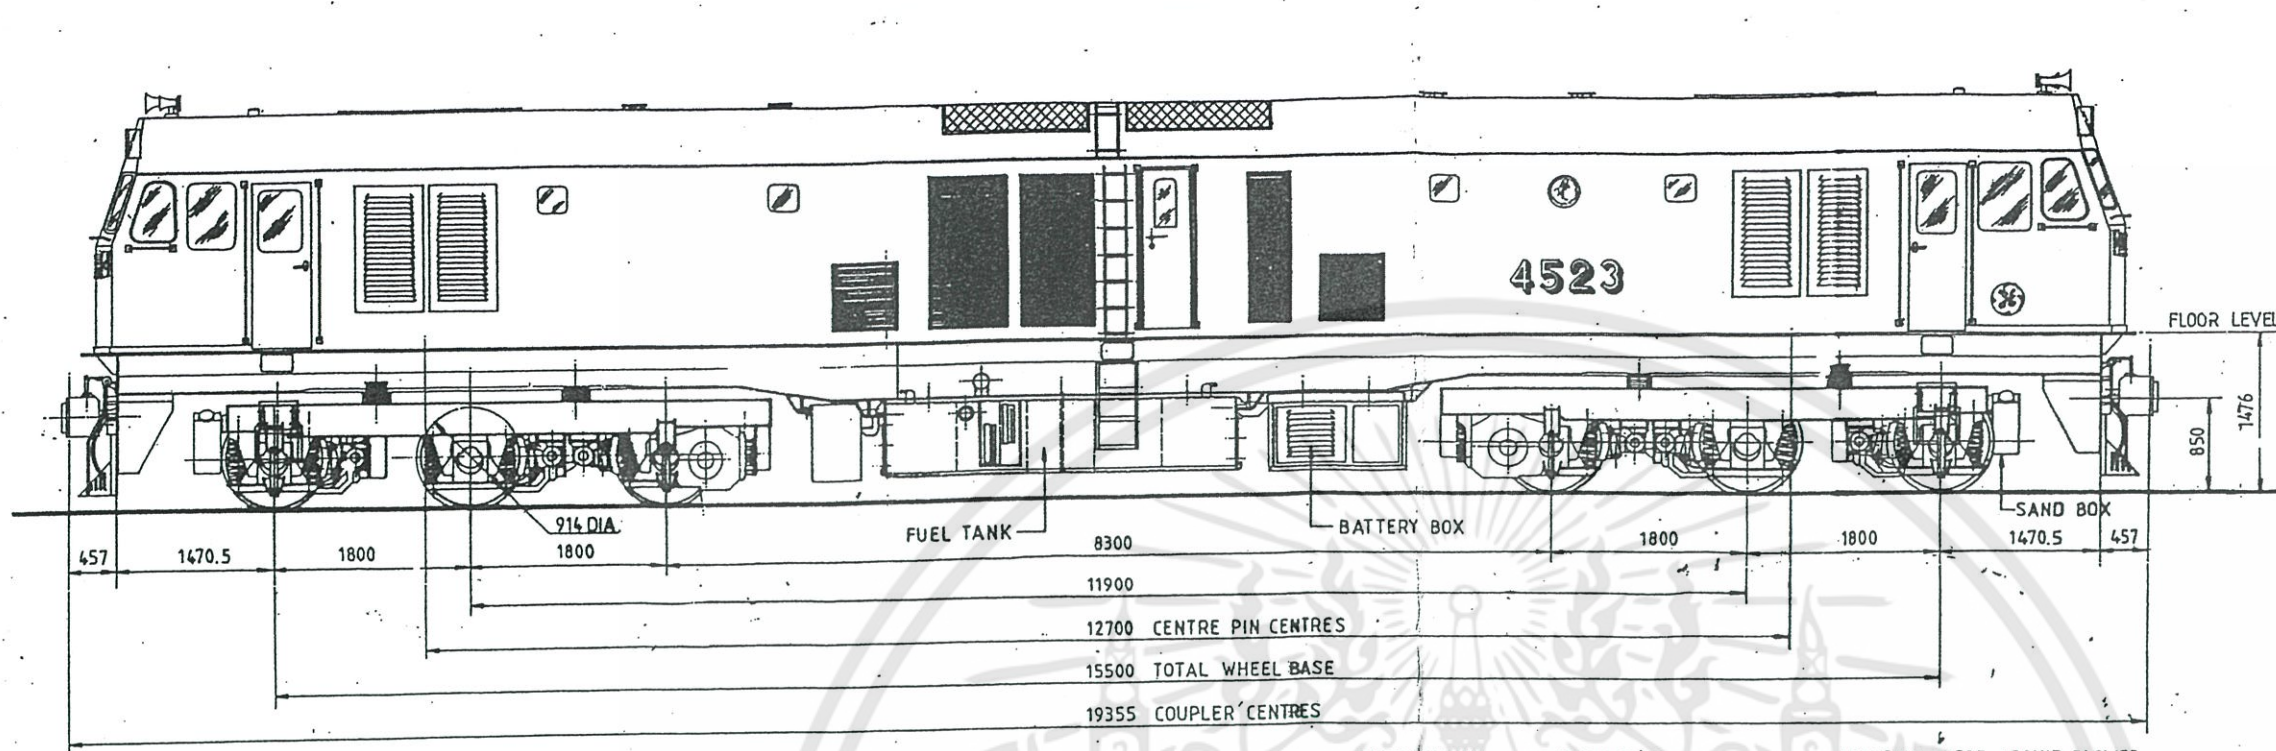 4523
FLOOR LEVEL
1476
850
914 DIA.
FUEL TANK
BATTERY BOX
SAND BOX
457
1470.5
1800
1800
8300
1800
1800
1470.5
457
11900
12700 CENTRE PIN CENTRES
15500 TOTAL WHEEL BASE
19355 COUPLER CENTRES